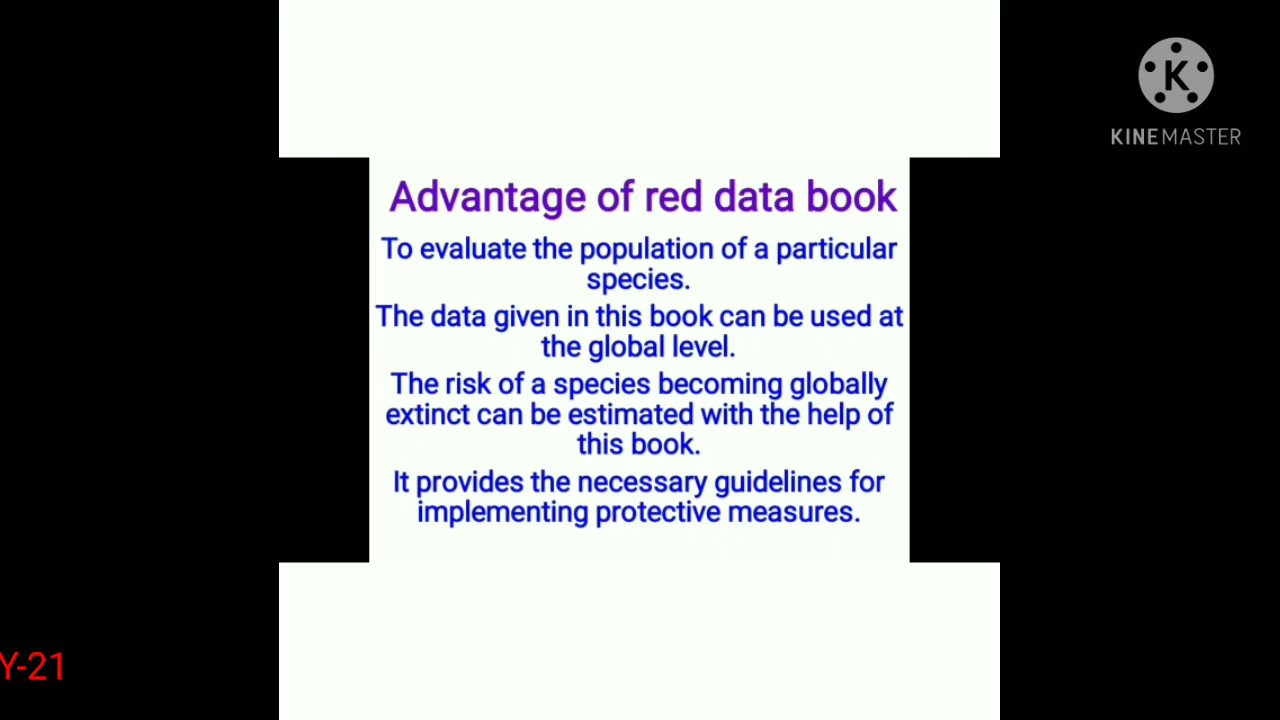 K
KINEMASTER
Advantage of red data book
To evaluate the population of a particular
species.
The data given in this book can be used at
the global level.
The risk of a species becoming globally
extinct can be estimated with the help of
this book.
It provides the necessary guidelines for
implementing protective measures.
Y-21